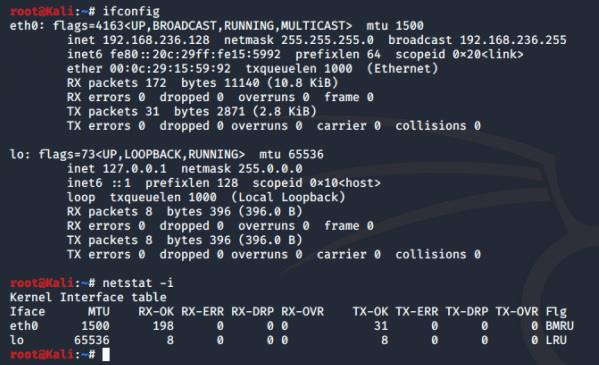 root@Kali:~# ifconfig
eth0: flags=4163<UP,BROADCAST,RUNNING,MULTICAST>  mtu 1500
        inet 192.168.236.128  netmask 255.255.255.0  broadcast 192.168.236.255
        inet6 fe80::20c:29ff:fe15:5992  prefixlen 64  scopeid 0×20<link>
        ether 00:0c:29:15:59:92  txqueuelen 1000  (Ethernet)
        RX packets 172  bytes 11140 (10.8 KiB)
        RX errors 0  dropped 0  overruns 0  frame 0
        TX packets 31  bytes 2871 (2.8 KiB)
        TX errors 0  dropped 0 overruns 0  carrier 0  collisions 0

lo: flags=73<UP,LOOPBACK,RUNNING>  mtu 65536
        inet 127.0.0.1  netmask 255.0.0.0
        inet6 ::1  prefixlen 128  scopeid 0×10<host>
        loop  txqueuelen 1000  (Local Loopback)
        RX packets 8  bytes 396 (396.0 B)
        RX errors 0  dropped 0  overruns 0  frame 0
        TX packets 8  bytes 396 (396.0 B)
        TX errors 0  dropped 0 overruns 0  carrier 0  collisions 0

root@Kali:~# netstat -i
Kernel Interface table
Iface      MTU    RX-OK RX-ERR RX-DRP RX-OVR    TX-OK TX-ERR TX-DRP TX-OVR Flg
eth0      1500      198      0      0 0            31      0      0      0 BMRU
lo       65536        8      0      0 0             8      0      0      0 LRU
root@Kali:~#